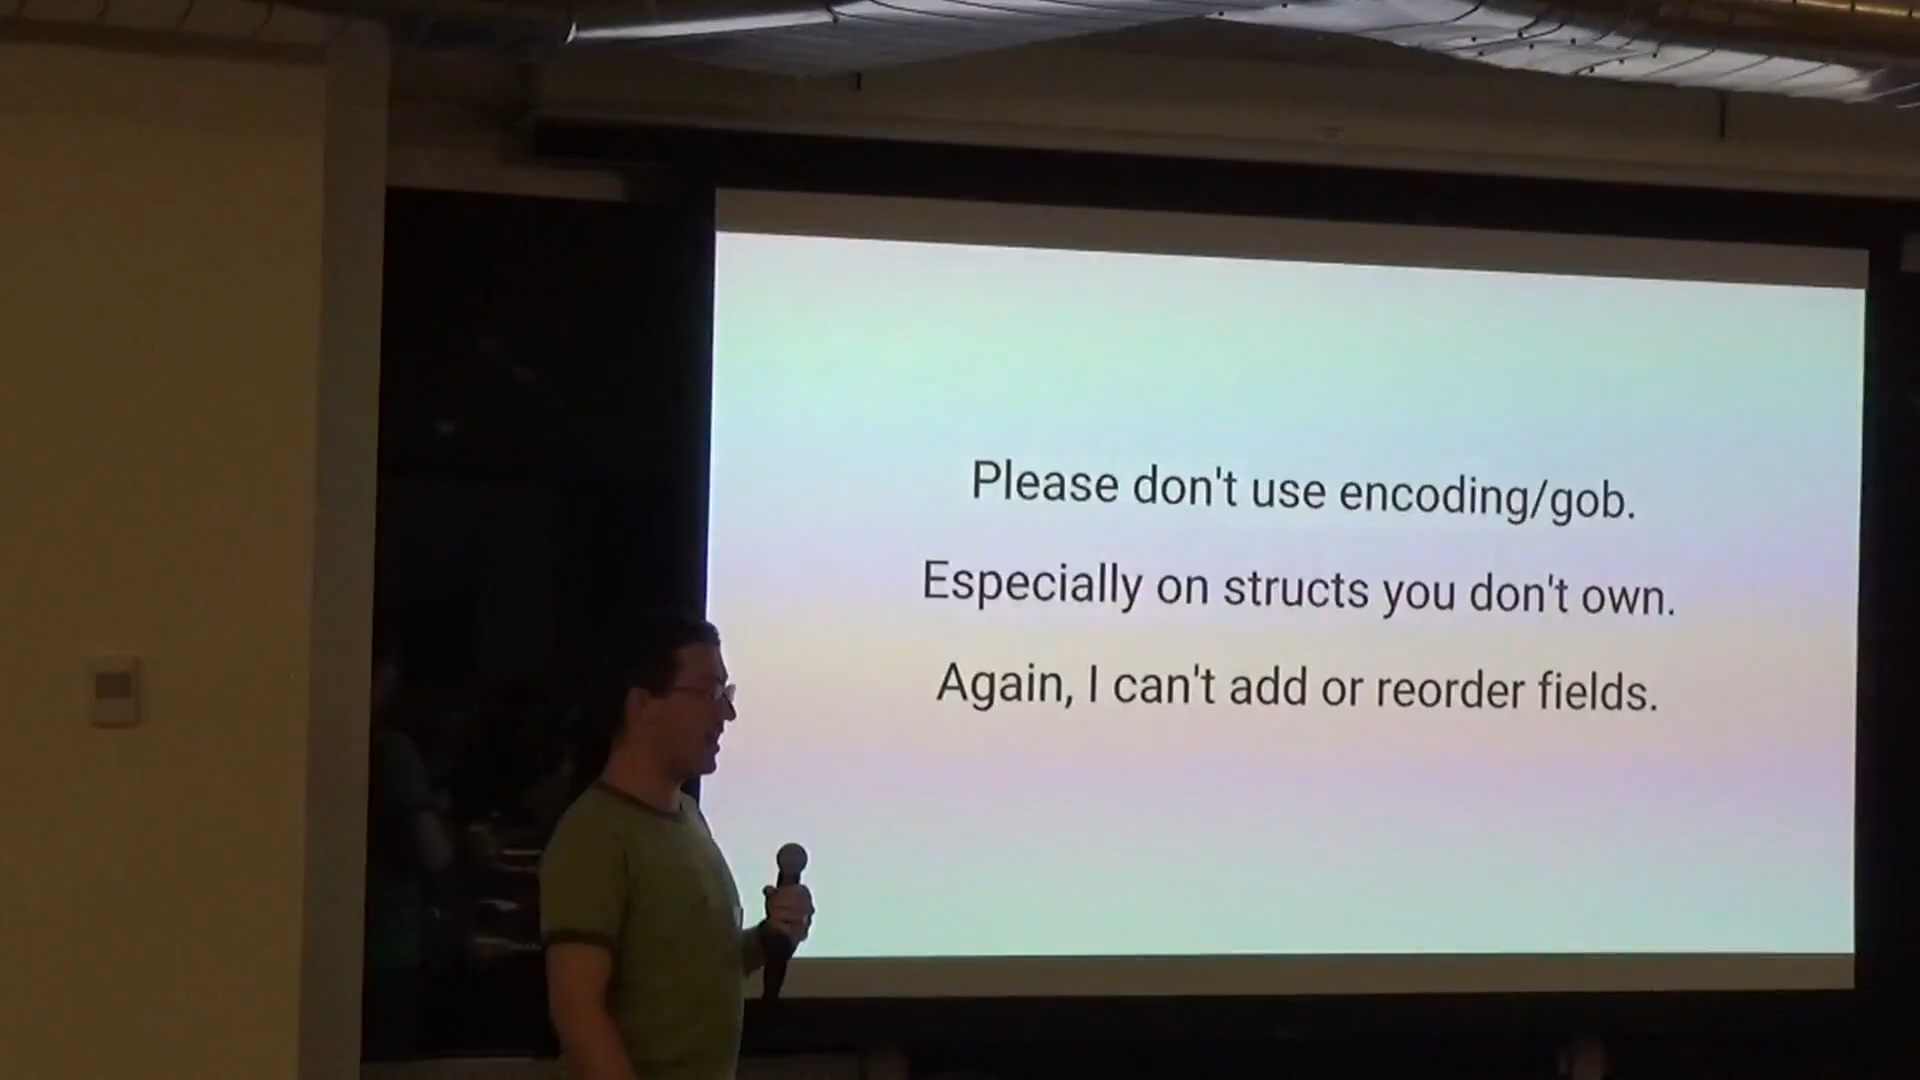 Please don't use encoding/gob.
Especially on structs you don't own.
Again, I can't add or reorder fields.